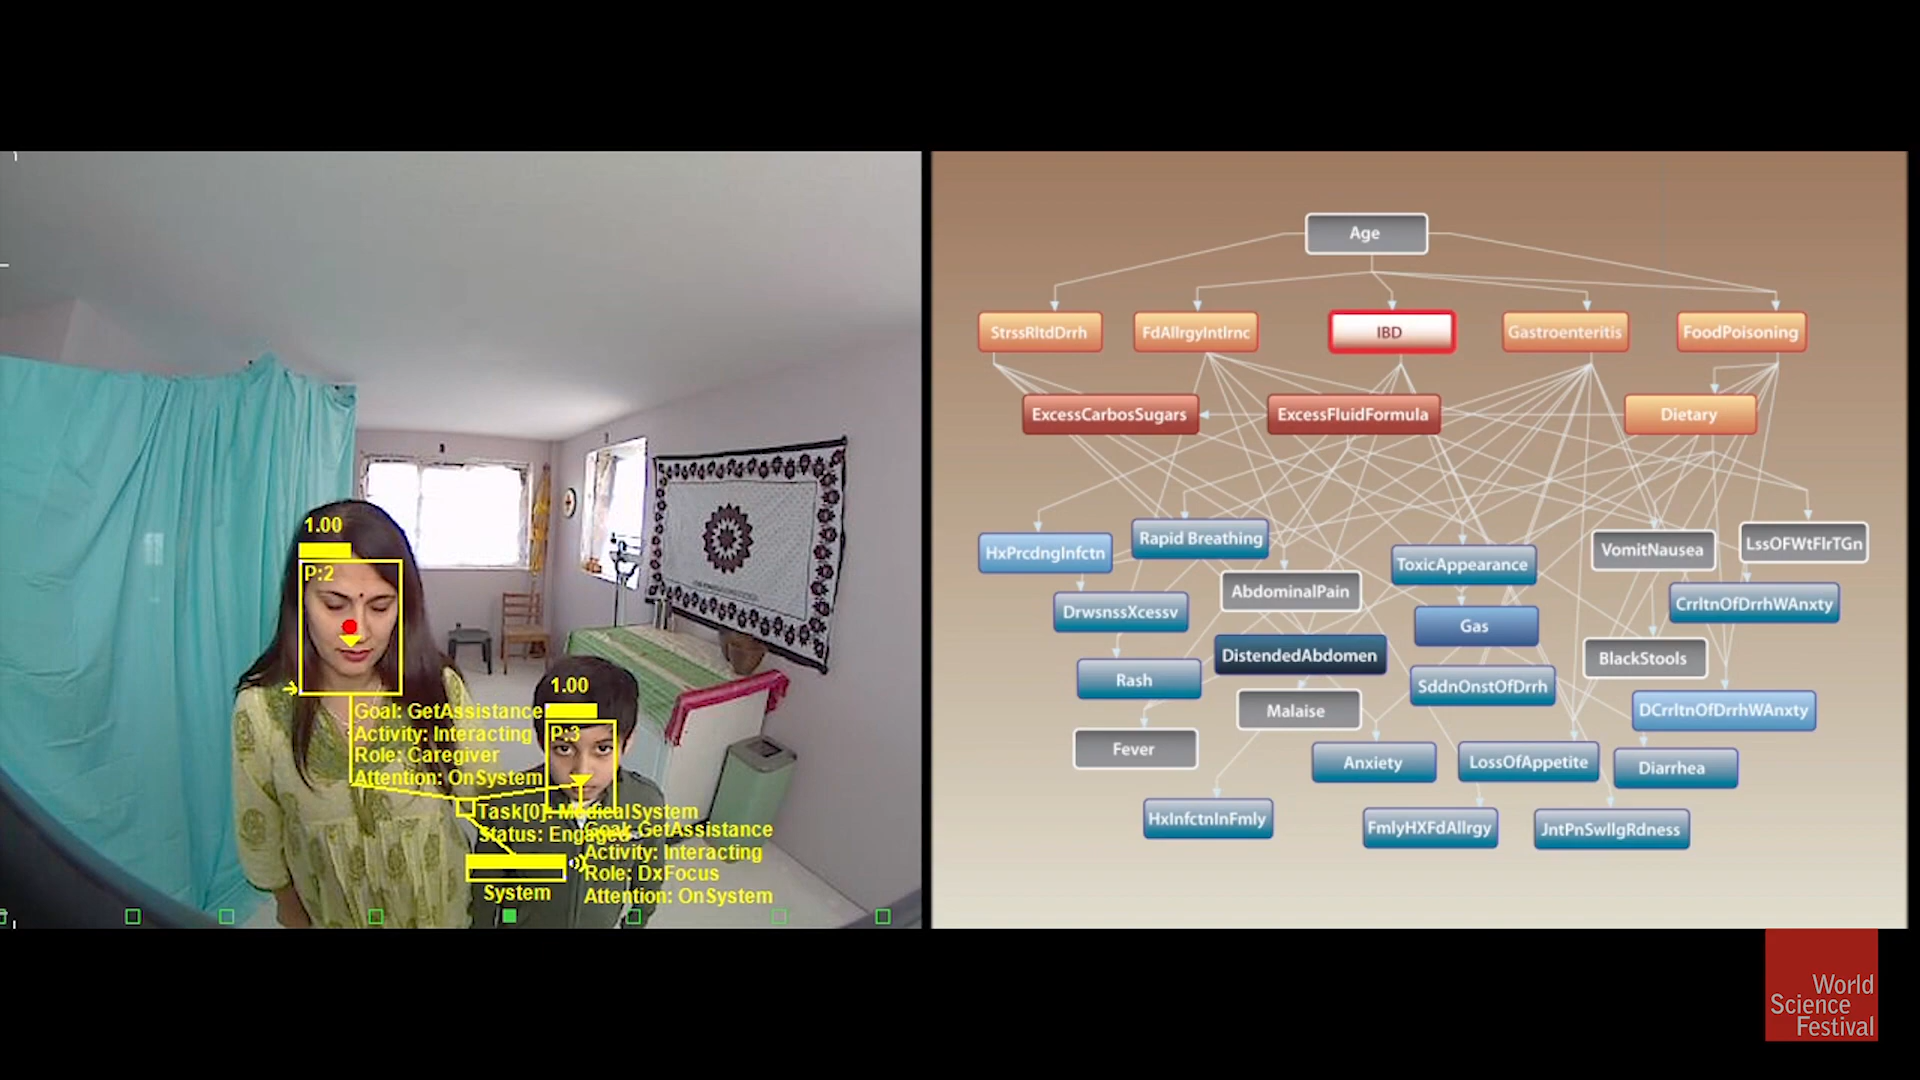 1.00
P:2
Goal: GetAssistance
Activity: Interacting
Role: Caregiver
Attention: OnSystem
1.00
P:3
Task[0]: MedicalSystem
Status: Engaged
Goal: GetAssistance
Activity: Interacting
Role: DxFocus
Attention: OnSystem
System
Age
StrssRltdDrrh
FdAllrgyIntlrnc
IBD
Gastroenteritis
FoodPoisoning
ExcessCarbosSugars
ExcessFluidFormula
Dietary
HxPrcdngInfctn
Rapid Breathing
AbdominalPain
ToxicAppearance
VomitNausea
LssOFWtFlrTGn
DrwsnssXcessv
Gas
CrrltnOfDrrhWAnxty
DistendedAbdomen
BlackStools
Rash
SddnOnstOfDrrh
Malaise
DCrrltnOfDrrhWAnxty
Fever
Anxiety
LossOfAppetite
Diarrhea
HxInfctnInFmly
FmlyHXFdAllrgy
JntPnSwllgRdness
World
Science
Festival